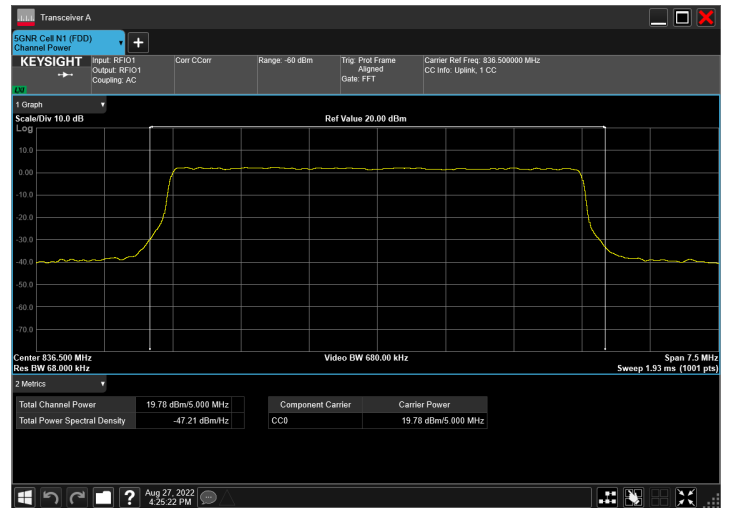 Transceiver A
5GNR Cell N1 (FDD)
Channel Power
KEYSIGHT
LXI
Input: RFIO1
Output: RFIO1
Coupling: AC
Corr CCorr
Range: -60 dBm
Trig: Prot Frame
Aligned
Gate: FFT
Carrier Ref Freq: 836.500000 MHz
CC Info: Uplink, 1 CC
1 Graph
Scale/Div 10.0 dB
Ref Value 20.00 dBm
Log
10.0
0.00
-10.0
-20.0
-30.0
-40.0
-50.0
-60.0
-70.0
Center 836.500 MHz
Video BW 680.00 kHz
Span 7.5 MHz
Res BW 68.000 kHz
Sweep 1.93 ms (1001 pts)
2 Metrics
Total Channel Power 19.78 dBm/5.000 MHz
Total Power Spectral Density -47.21 dBm/Hz
Component Carrier Carrier Power
CC0 19.78 dBm/5.000 MHz
?
Aug 27, 2022
4:25:22 PM